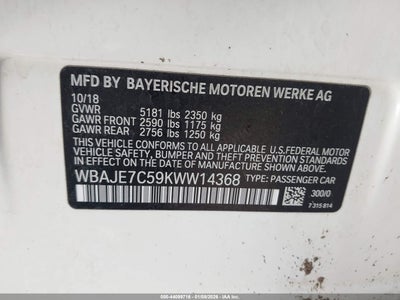 MFD BY BAYERISCHE MOTOREN WERKE AG
10/18
GVWR 5181 lbs 2350 kg
GAWR FRONT 2590 lbs 1175 kg
GAWR REAR 2756 lbs 1250 kg
THIS VEHICLE CONFORMS TO ALL APPLICABLE
U.S.FEDERAL MOTOR
VEHICLE SAFETY, BUMPER, AND THEFT
PREVENTION STANDARDS IN EFFECT ON THE
DATE OF MANUFACTURE SHOWN ABOVE.
WBAJE7C59KWW14368 TYPE: PASSENGER CAR
300/0
7 315 814